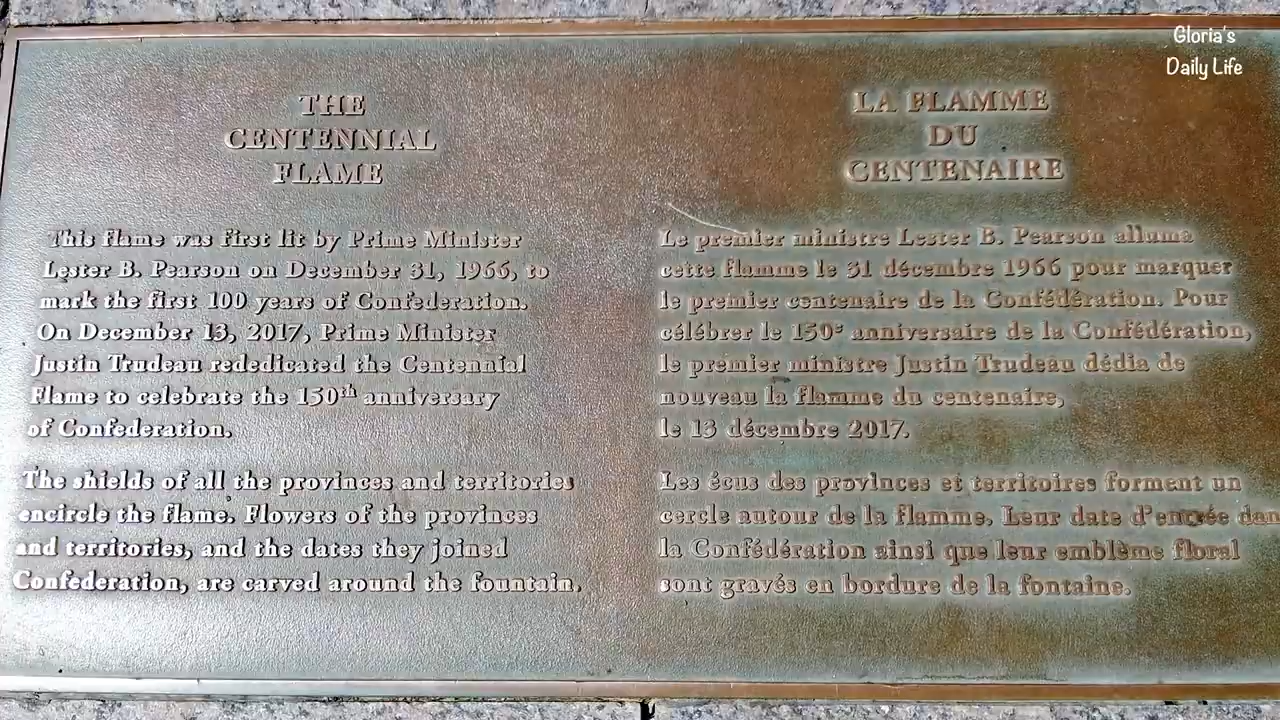 Gloria's
Daily Life
THE
CENTENNIAL
FLAME
This flame was first lit by Prime Minister
Lester B. Pearson on December 31, 1966, to
mark the first 100 years of Confederation.
On December 13, 2017, Prime Minister
Justin Trudeau rededicated the Centennial
Flame to celebrate the 150th anniversary
of Confederation.
The shields of all the provinces and territories
encircle the flame. Flowers of the provinces
and territories, and the dates they joined
Confederation, are carved around the fountain.
LA FLAMME
DU
CENTENAIRE
Le premier ministre Lester B. Pearson alluma
cette flamme le 31 décembre 1966 pour marquer
le premier centenaire de la Confédération. Pour
célébrer le 150e anniversaire de la Confédération,
le premier ministre Justin Trudeau dédia de
nouveau la flamme du centenaire,
le 13 décembre 2017.
Les écus des provinces et territoires forment un
cercle autour de la flamme. Leur date d'entrée dan
la Confédération ainsi que leur emblème floral
sont gravés en bordure de la fontaine.